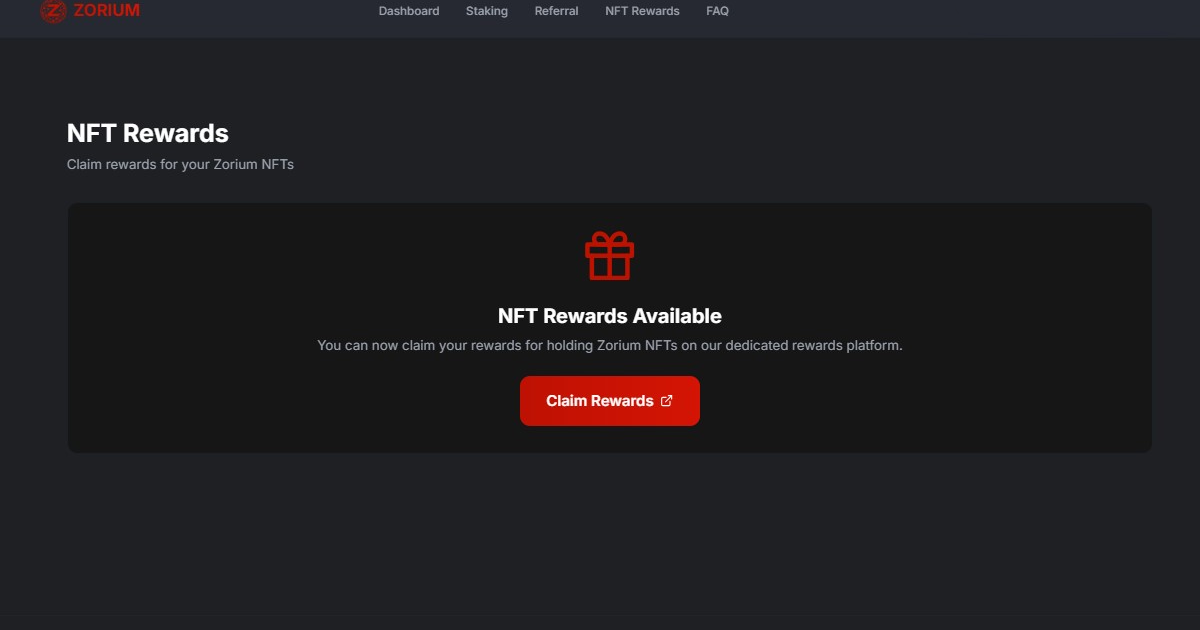 ZORIUM
Dashboard Staking Referral NFT Rewards FAQ
NFT Rewards
Claim rewards for your Zorium NFTs
NFT Rewards Available
You can now claim your rewards for holding Zorium NFTs on our dedicated rewards platform.
Claim Rewards